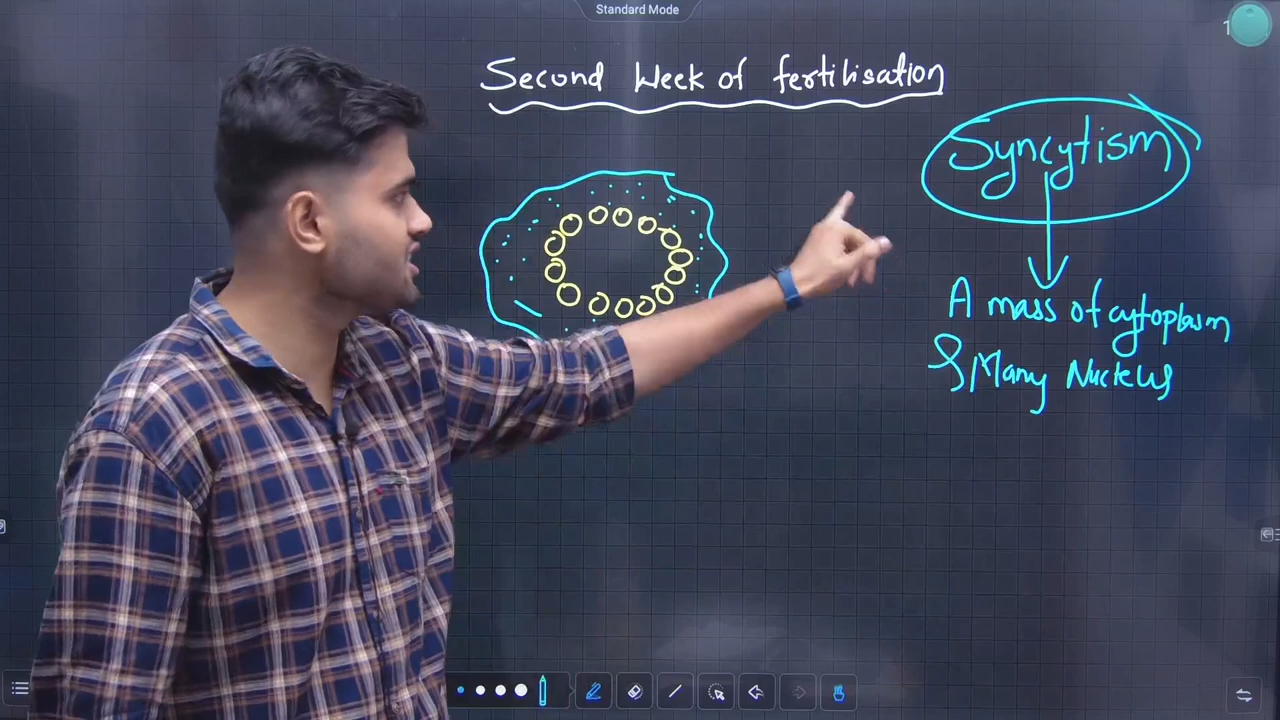 Standard Mode
Second Week of fertilisation
Syncytism
A mass of cytoplasm
& Many Nucleus